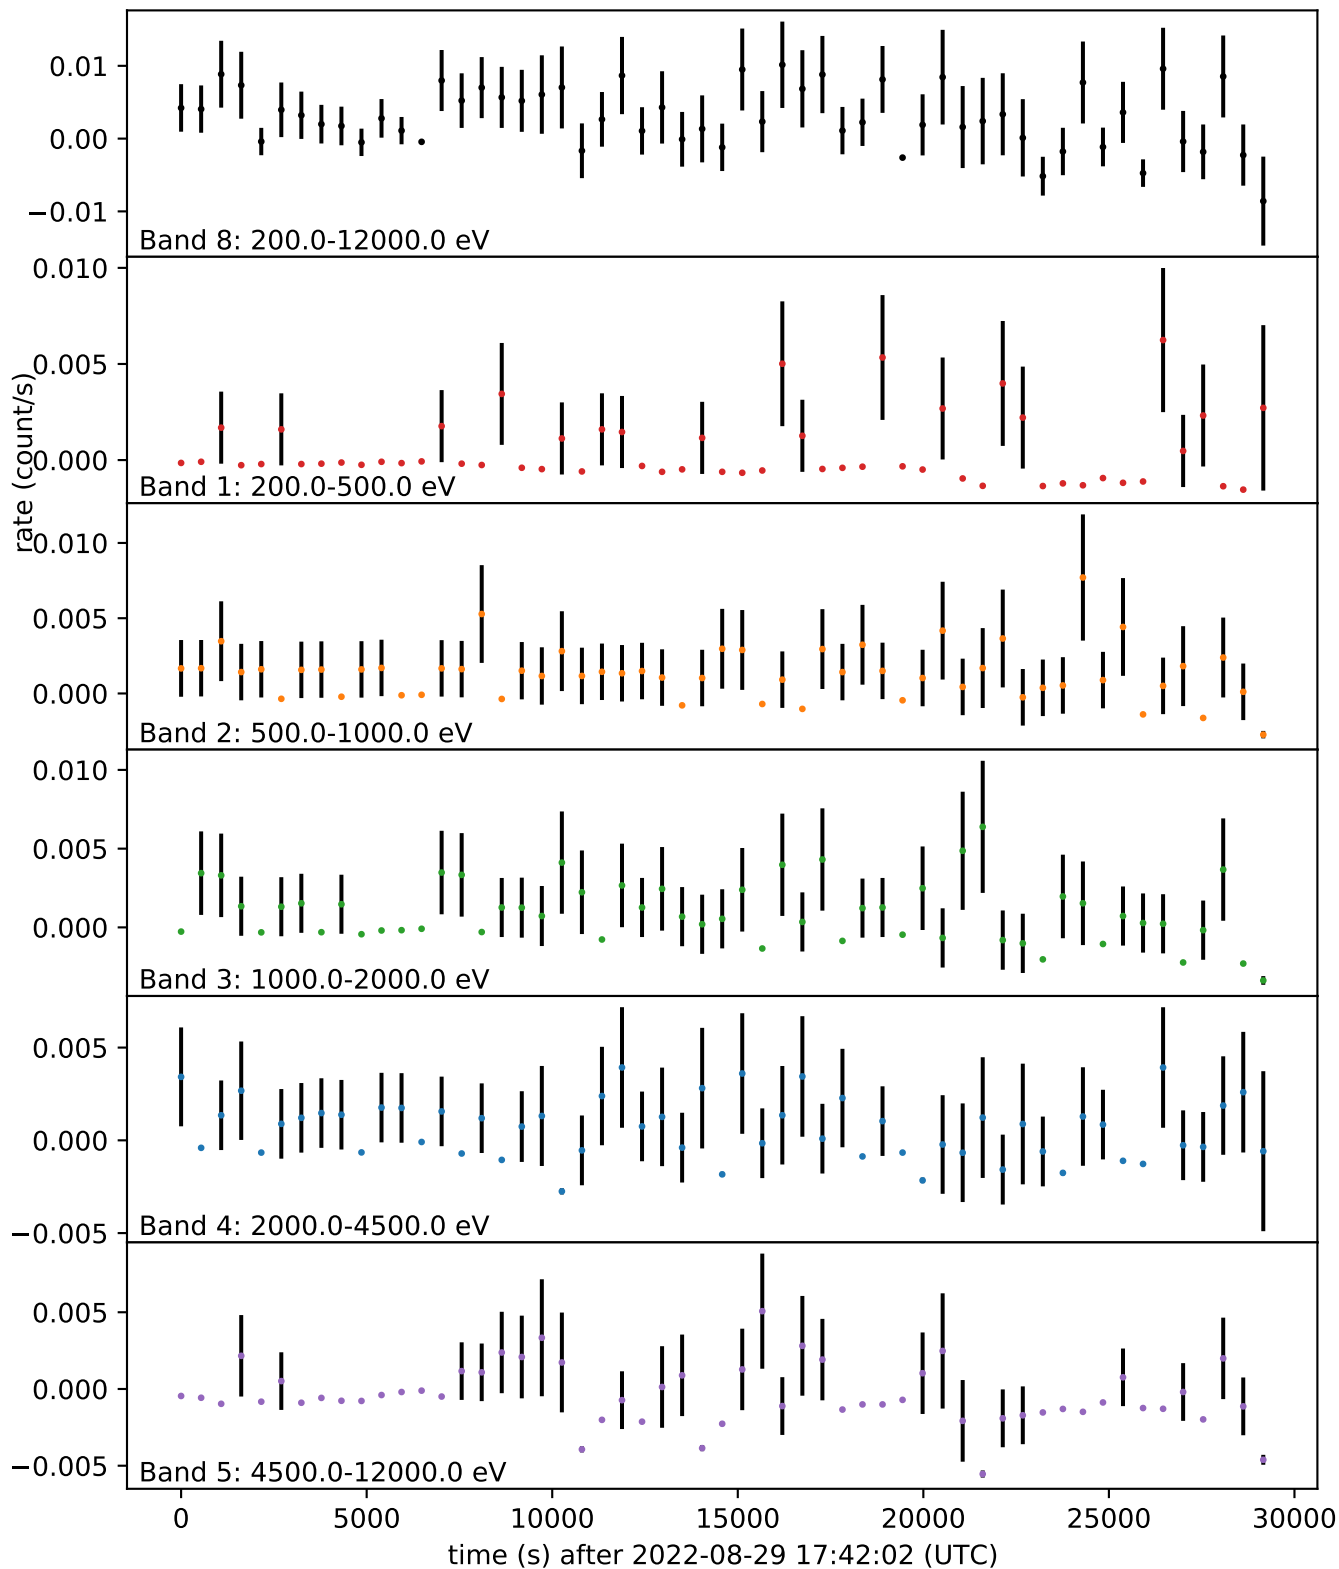 0.01
0.00
−0.01
Band 8: 200.0-12000.0 eV
0.010
0.005
0.000
Band 1: 200.0-500.0 eV
rate (count/s)
0.010
0.005
0.000
Band 2: 500.0-1000.0 eV
0.010
0.005
0.000
Band 3: 1000.0-2000.0 eV
0.005
0.000
−0.005
Band 4: 2000.0-4500.0 eV
0.005
0.000
−0.005
Band 5: 4500.0-12000.0 eV
0 5000 10000 15000 20000 25000 30000
time (s) after 2022-08-29 17:42:02 (UTC)